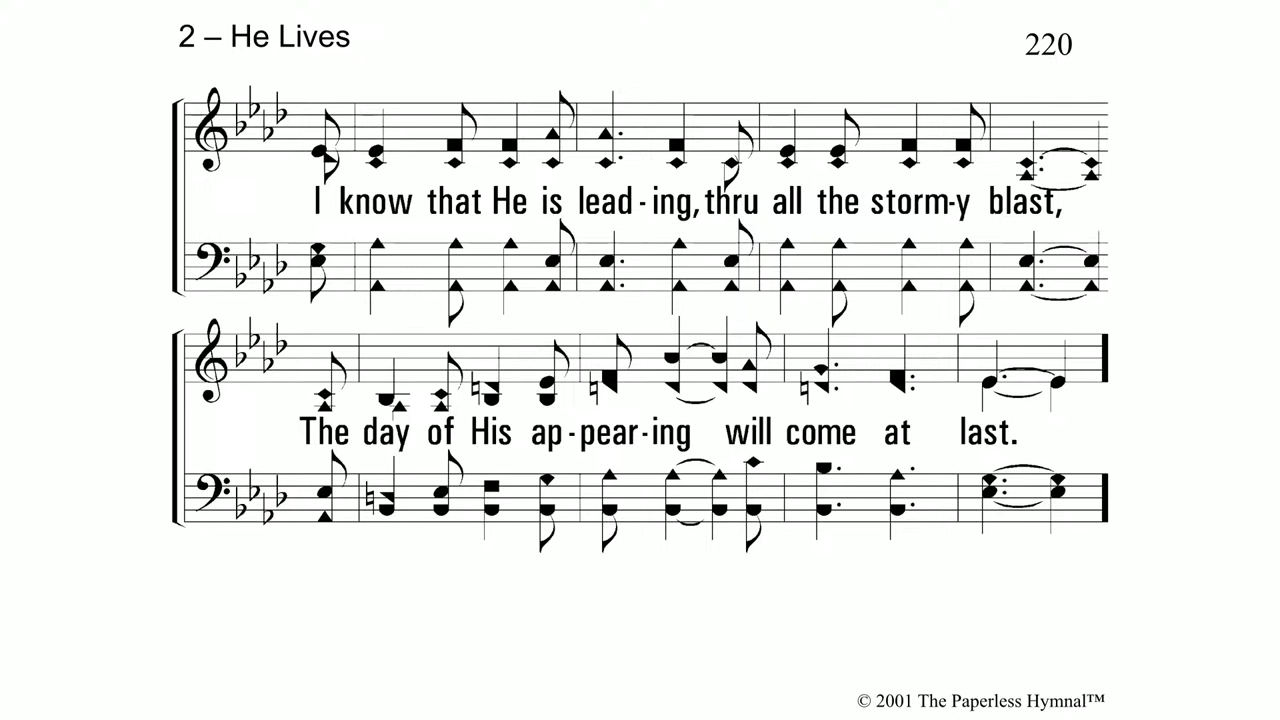 2 – He Lives
220
I know that He is lead-ing, thru all the storm-y blast,
The day of His ap-pear-ing will come at last.
© 2001 The Paperless Hymnal™